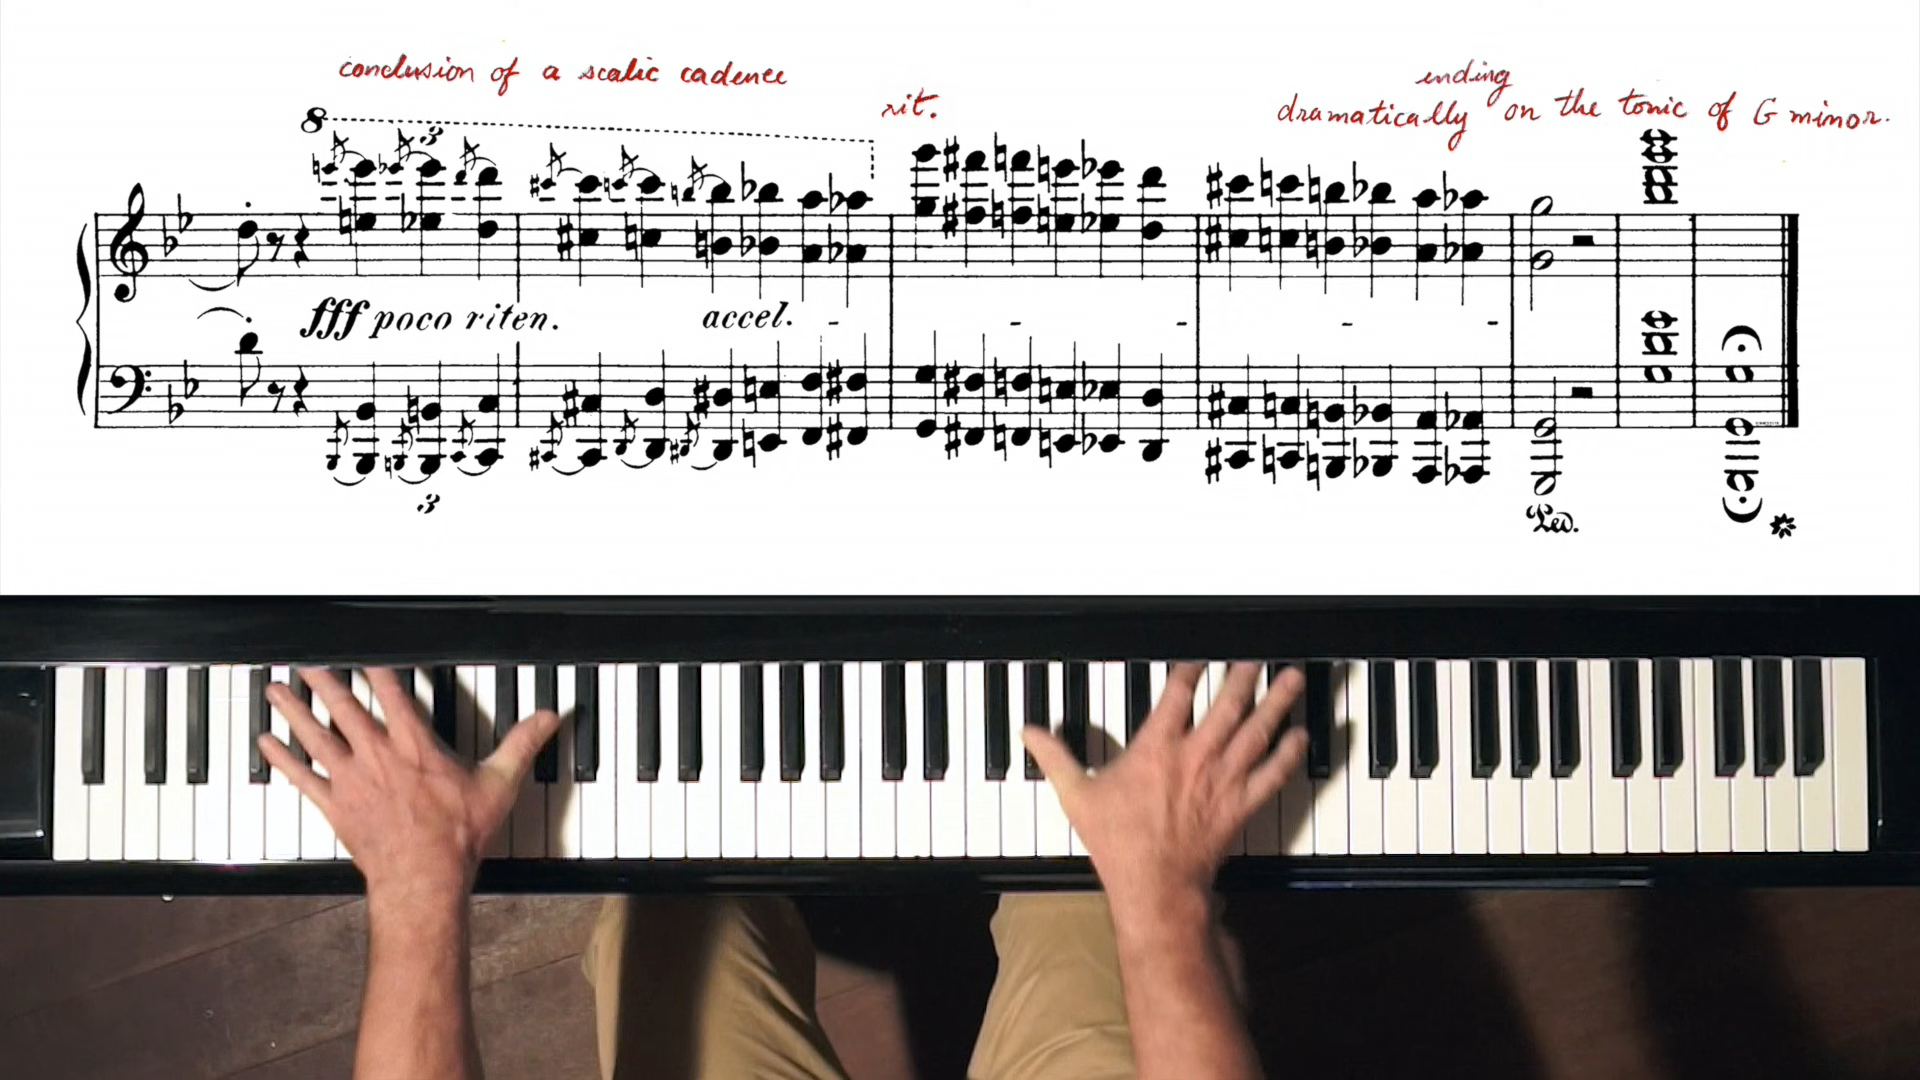 conclusion of a scalic cadence
rit.
ending
dramatically on the tonic of G minor.
8
3
fff poco riten.
accel.
3
Ped.